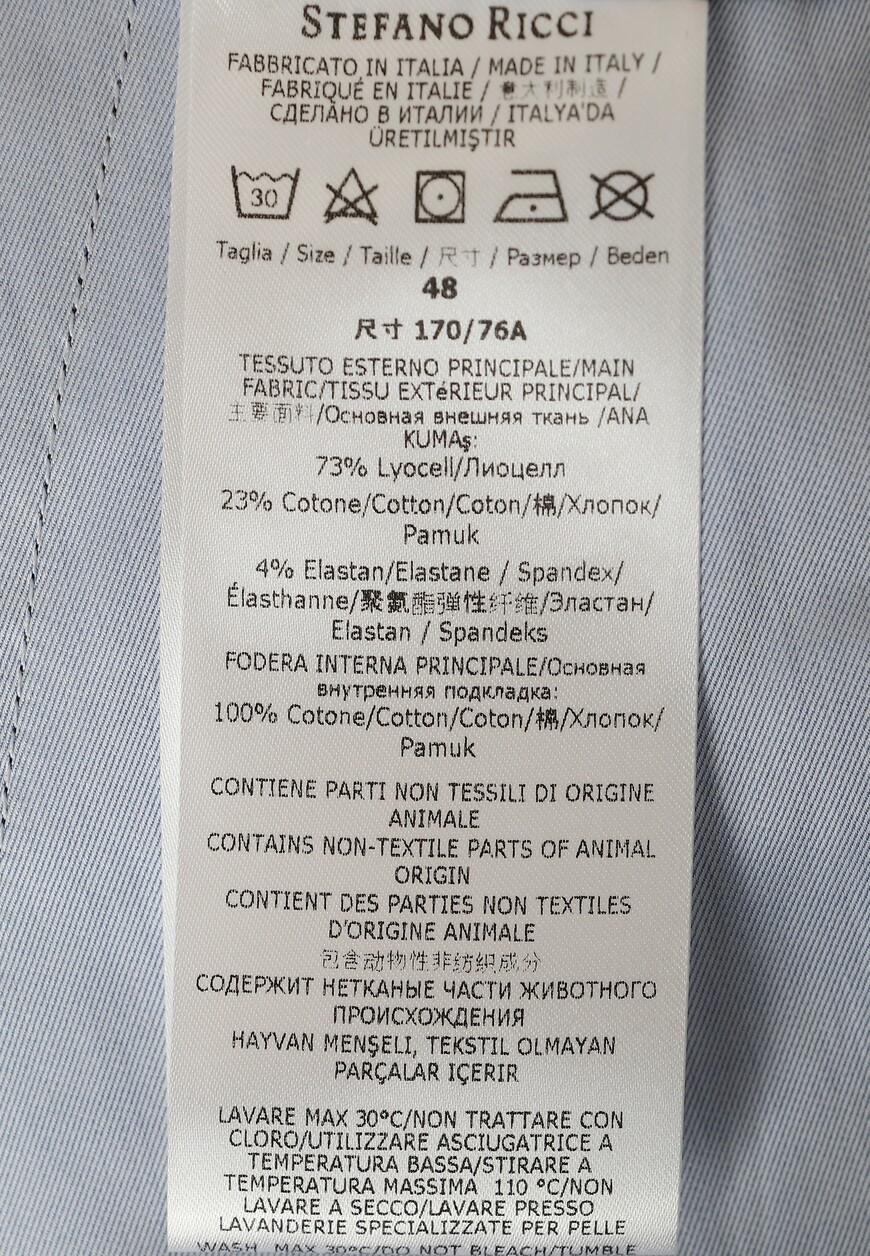 STEFANO RICCI
FABBRICATO IN ITALIA / MADE IN ITALY /
FABRIQUÉ EN ITALIE / 意大利制造 /
СДЕЛАНО В ИТАЛИИ / ITALYA'DA
ÜRETILMIŞTIR
30
Taglia / Size / Taille / 尺寸 / Размер / Beden
48
尺寸 170/76A
TESSUTO ESTERNO PRINCIPALE/MAIN
FABRIC/TISSU EXTéRIEUR PRINCIPAL/
主要面料/Основная внешняя ткань /ANA
KUMAş:
73% Lyocell/Лиоцелл
23% Cotone/Cotton/Coton/棉/Хлопок/
Pamuk
4% Elastan/Elastane / Spandex/
Élasthanne/聚氨酯弹性纤维/Эластан/
Elastan / Spandeks
FODERA INTERNA PRINCIPALE/Основная
внутренняя подкладка:
100% Cotone/Cotton/Coton/棉/Хлопок/
Pamuk
CONTIENE PARTI NON TESSILI DI ORIGINE
ANIMALE
CONTAINS NON-TEXTILE PARTS OF ANIMAL
ORIGIN
CONTIENT DES PARTIES NON TEXTILES
D'ORIGINE ANIMALE
包含动物性非纺织成分
СОДЕРЖИТ НЕТКАНЫЕ ЧАСТИ ЖИВОТНОГО
ПРОИСХОЖДЕНИЯ
HAYVAN MENŞELI, TEKSTIL OLMAYAN
PARÇALAR IÇERIR
LAVARE MAX 30°C/NON TRATTARE CON
CLORO/UTILIZZARE ASCIUGATRICE A
TEMPERATURA BASSA/STIRARE A
TEMPERATURA MASSIMA 110 °C/NON
LAVARE A SECCO/LAVARE PRESSO
LAVANDERIE SPECIALIZZATE PER PELLE
WASH MAX 30°C/DO NOT BLEACH/TUMBLE